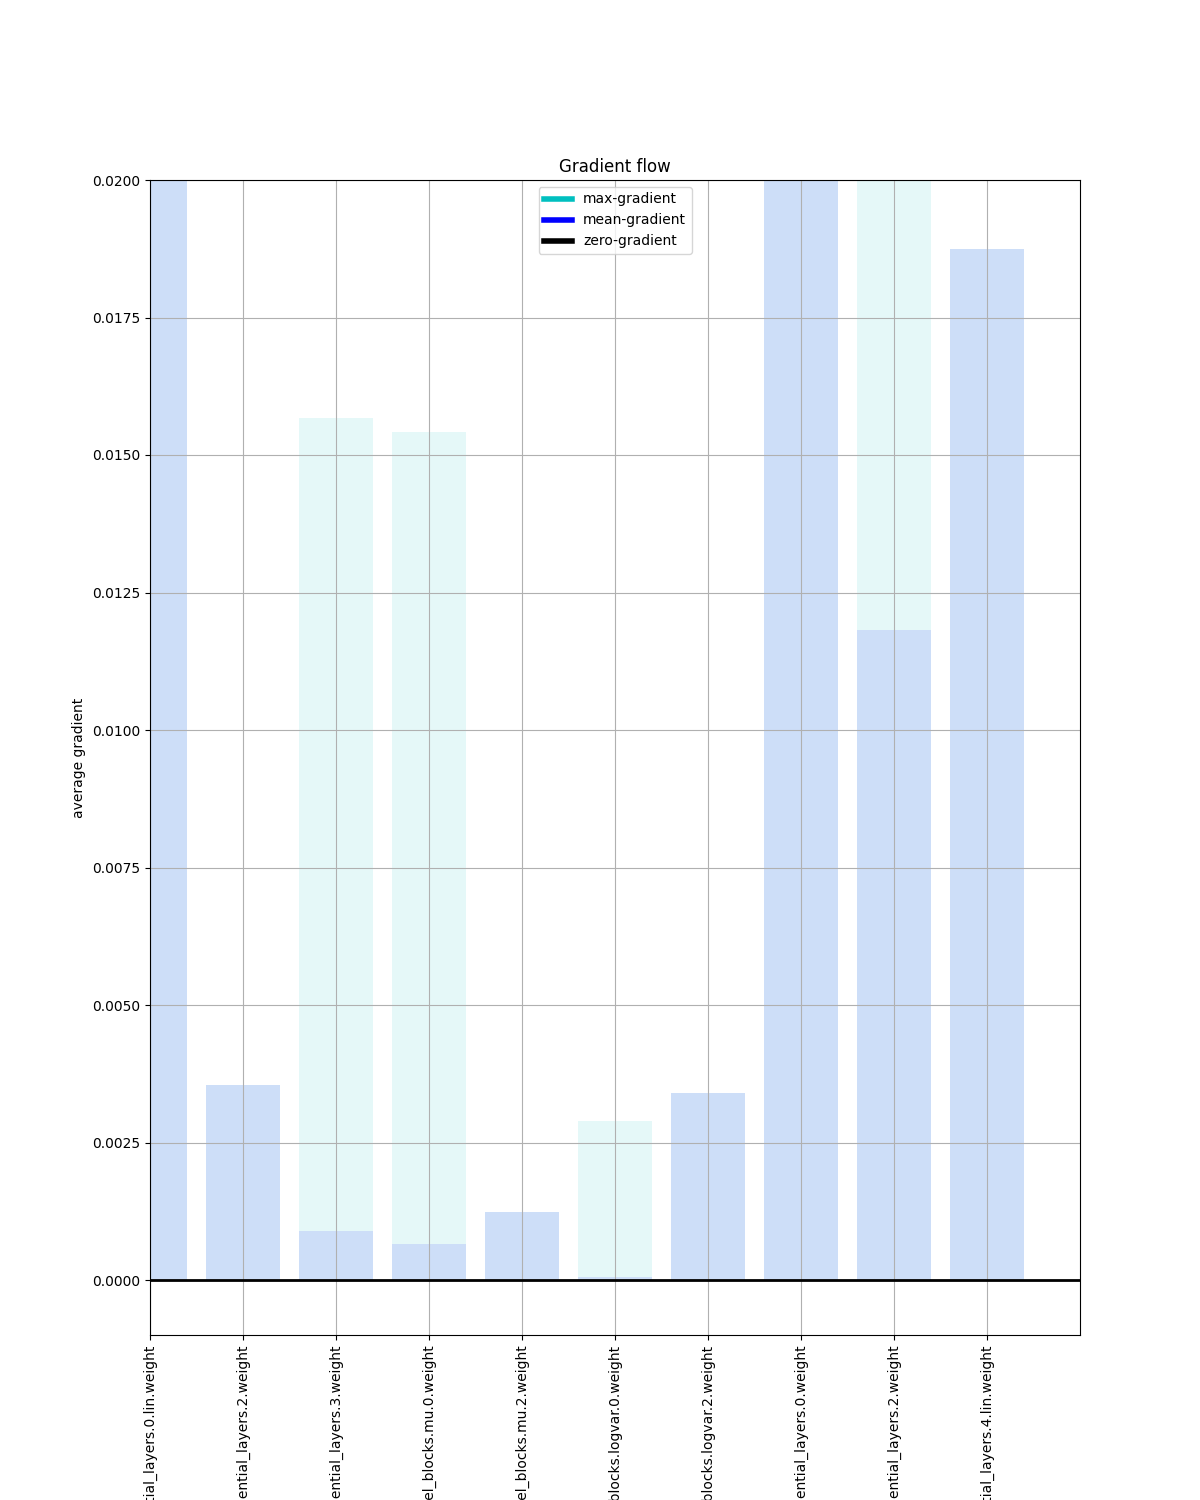 Gradient flow
max-gradient
mean-gradient
zero-gradient
0.0200
0.0175
0.0150
0.0125
0.0100
0.0075
0.0050
0.0025
0.0000
average gradient
tial_layers.0.lin.weight
ential_layers.2.weight
ential_layers.3.weight
el_blocks.mu.0.weight
el_blocks.mu.2.weight
blocks.logvar.0.weight
blocks.logvar.2.weight
ential_layers.0.weight
ential_layers.2.weight
tial_layers.4.lin.weight